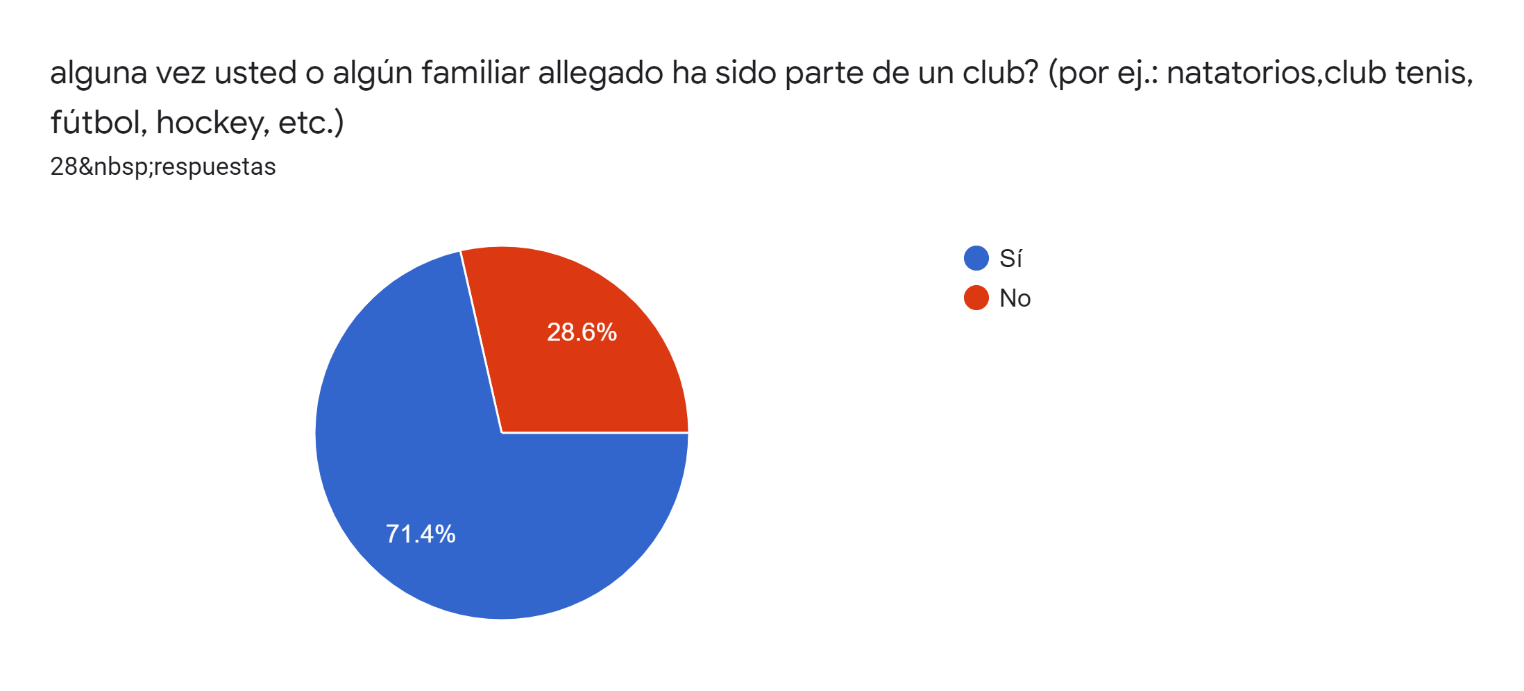 alguna vez usted o algún familiar allegado ha sido parte de un club? (por ej.: natatorios,club tenis,
fútbol, hockey, etc.)
28&nbsp;respuestas
Sí
No
28.6%
71.4%